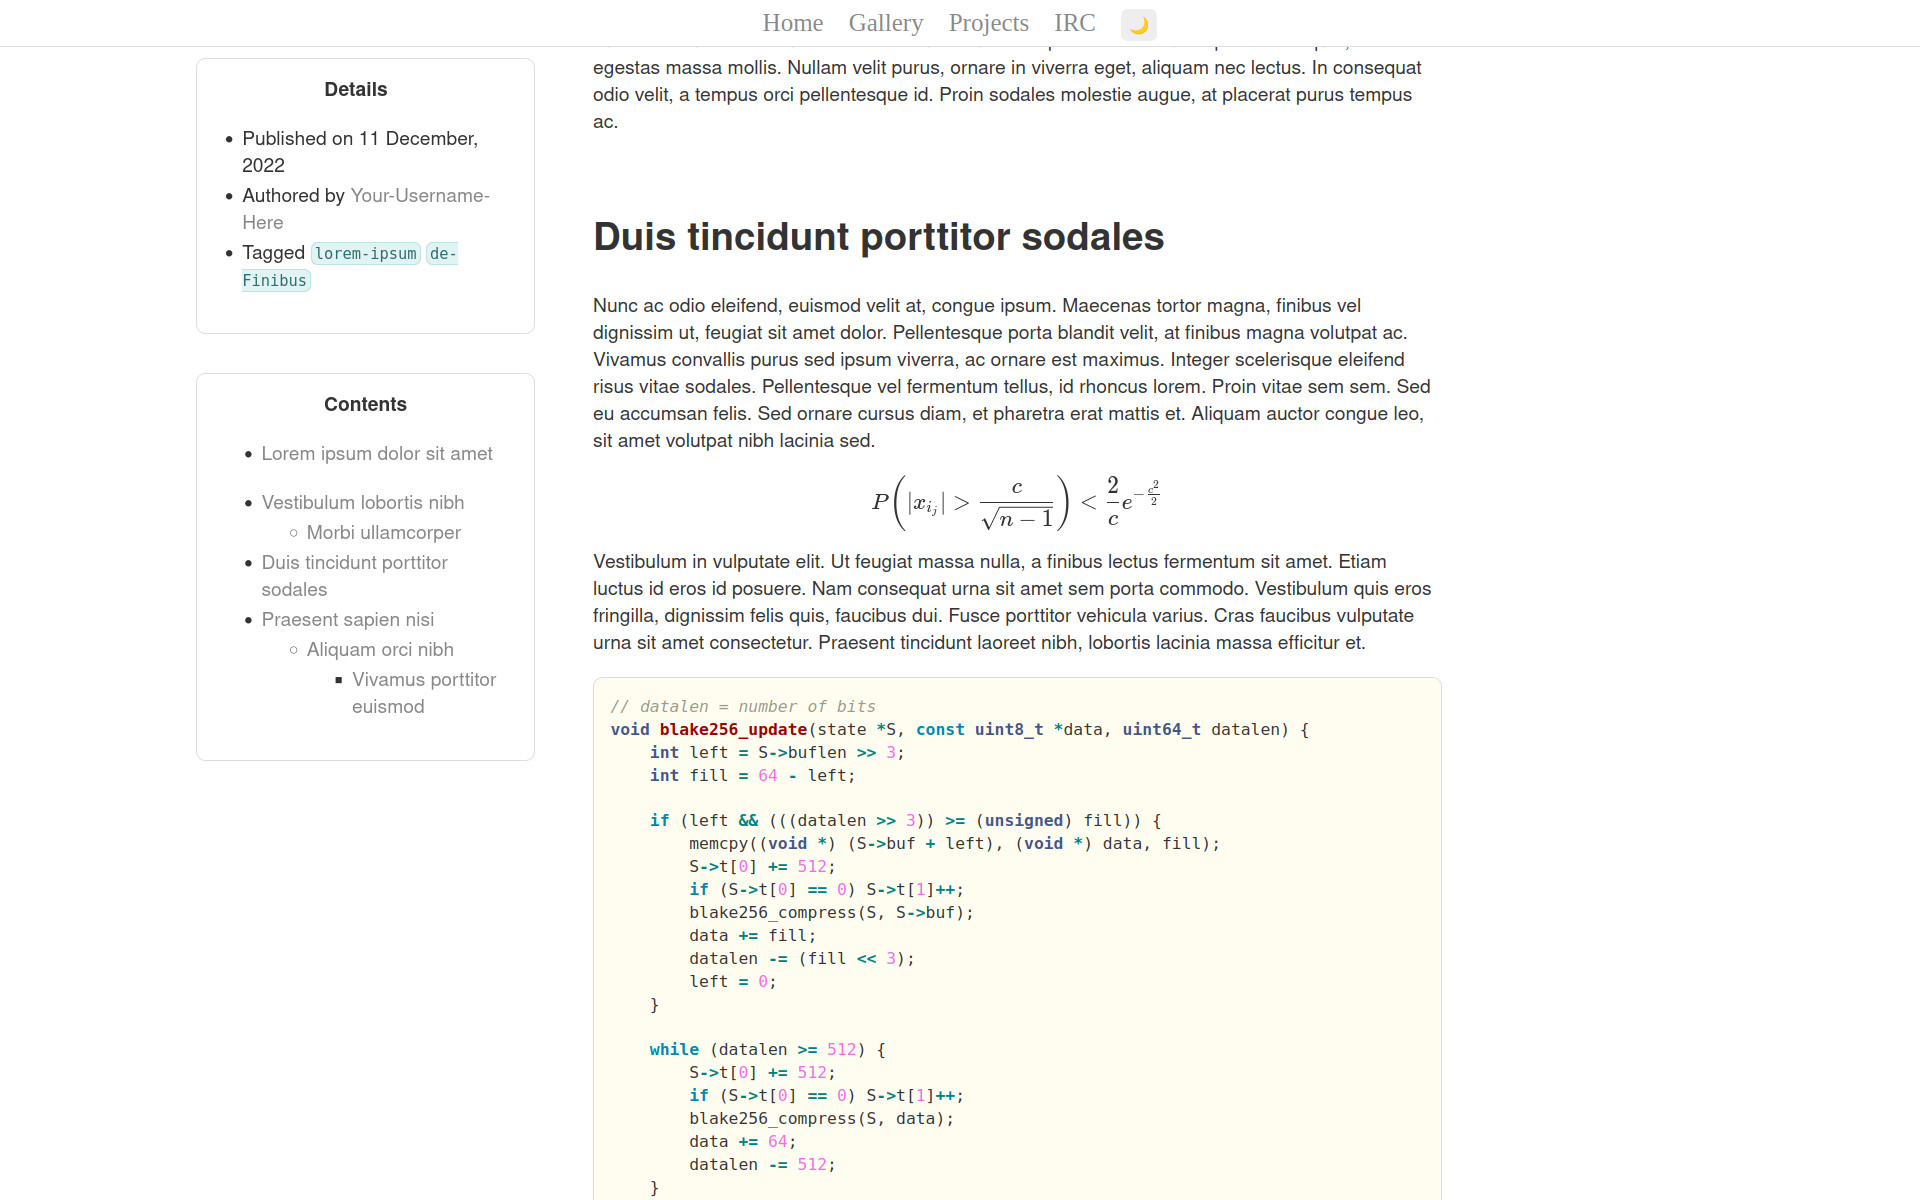 Home Gallery Projects IRC
Details
• Published on 11 December,
2022
• Authored by Your-Username-
Here
• Tagged lorem-ipsum de-
Finibus
Contents
• Lorem ipsum dolor sit amet
• Vestibulum lobortis nibh
◦ Morbi ullamcorper
• Duis tincidunt porttitor
sodales
• Praesent sapien nisi
◦ Aliquam orci nibh
▪ Vivamus porttitor
euismod
egestas massa mollis. Nullam velit purus, ornare in viverra eget, aliquam nec lectus. In consequat
odio velit, a tempus orci pellentesque id. Proin sodales molestie augue, at placerat purus tempus
ac.
Duis tincidunt porttitor sodales
Nunc ac odio eleifend, euismod velit at, congue ipsum. Maecenas tortor magna, finibus vel
dignissim ut, feugiat sit amet dolor. Pellentesque porta blandit velit, at finibus magna volutpat ac.
Vivamus convallis purus sed ipsum viverra, ac ornare est maximus. Integer scelerisque eleifend
risus vitae sodales. Pellentesque vel fermentum tellus, id rhoncus lorem. Proin vitae sem sem. Sed
eu accumsan felis. Sed ornare cursus diam, et pharetra erat mattis et. Aliquam auctor congue leo,
sit amet volutpat nibh lacinia sed.
P(|x_{i_j}| > c/√(n − 1)) < 2/c e^{−c²/2}
Vestibulum in vulputate elit. Ut feugiat massa nulla, a finibus lectus fermentum sit amet. Etiam
luctus id eros id posuere. Nam consequat urna sit amet sem porta commodo. Vestibulum quis eros
fringilla, dignissim felis quis, faucibus dui. Fusce porttitor vehicula varius. Cras faucibus vulputate
urna sit amet consectetur. Praesent tincidunt laoreet nibh, lobortis lacinia massa efficitur et.
// datalen = number of bits
void blake256_update(state *S, const uint8_t *data, uint64_t datalen) {
    int left = S->buflen >> 3;
    int fill = 64 - left;
    if (left && (((datalen >> 3)) >= (unsigned) fill)) {
        memcpy((void *) (S->buf + left), (void *) data, fill);
        S->t[0] += 512;
        if (S->t[0] == 0) S->t[1]++;
        blake256_compress(S, S->buf);
        data += fill;
        datalen -= (fill << 3);
        left = 0;
    }
    while (datalen >= 512) {
        S->t[0] += 512;
        if (S->t[0] == 0) S->t[1]++;
        blake256_compress(S, data);
        data += 64;
        datalen -= 512;
    }